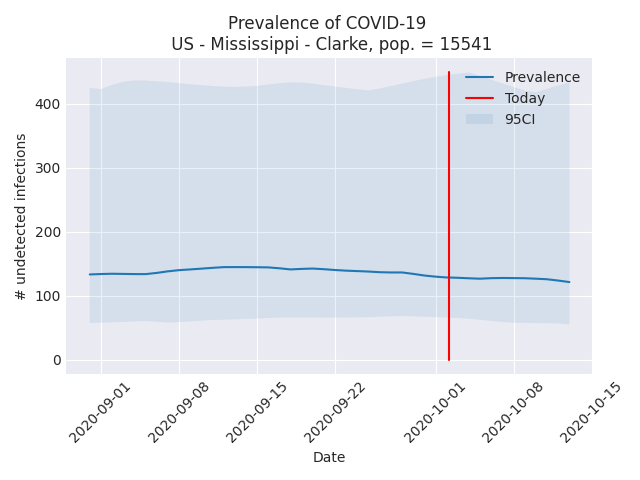 Prevalence of COVID-19
US - Mississippi - Clarke, pop. = 15541
Prevalence
Today
95CI
# undetected infections
400
300
200
100
0
2020-09-01
2020-09-08
2020-09-15
2020-09-22
2020-10-01
2020-10-08
2020-10-15
Date